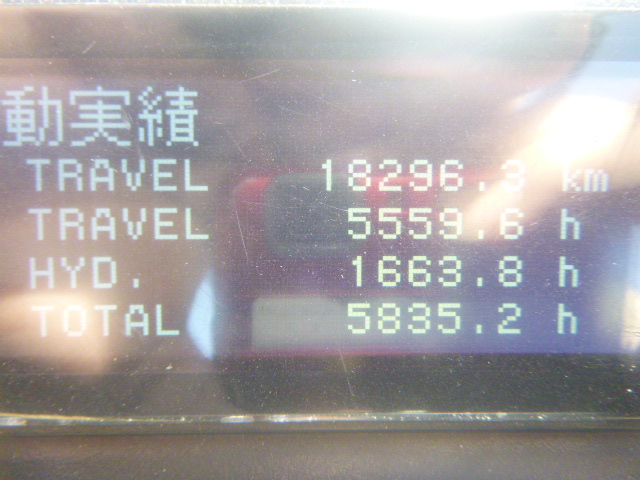 動実績
TRAVEL 18296.3 km
TRAVEL 5559.6 h
HYD. 1663.8 h
TOTAL 5835.2 h